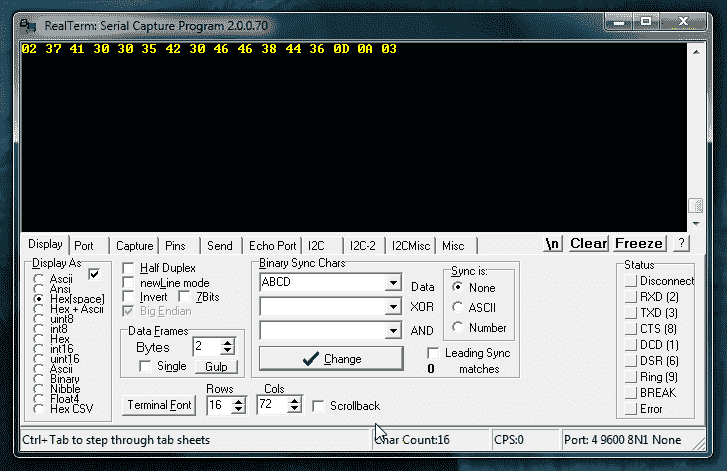 RealTerm: Serial Capture Program 2.0.0.70
02 37 41 30 30 35 42 30 46 46 38 44 36 0D 0A 03
Display Port Capture Pins Send Echo Port I2C I2C-2 I2CMisc Misc \n Clear Freeze ?
Display As
Ascii
Ansi
Hex[space]
Hex + Ascii
uint8
int8
Hex
int16
uint16
Ascii
Binary
Nibble
Float4
Hex CSV
Half Duplex
newLine mode
Invert 7Bits
Big Endian
Data Frames
Bytes 2
Single Gulp
Terminal Font
Rows
16
Cols
72
Scrollback
Binary Sync Chars
ABCD
Data
XOR
AND
Change
Sync is:
None
ASCII
Number
Leading Sync
0 matches
Status
Disconnect
RXD (2)
TXD (3)
CTS (8)
DCD (1)
DSR (6)
Ring (9)
BREAK
Error
Ctrl+Tab to step through tab sheets
Char Count:16
CPS:0
Port: 4 9600 8N1 None